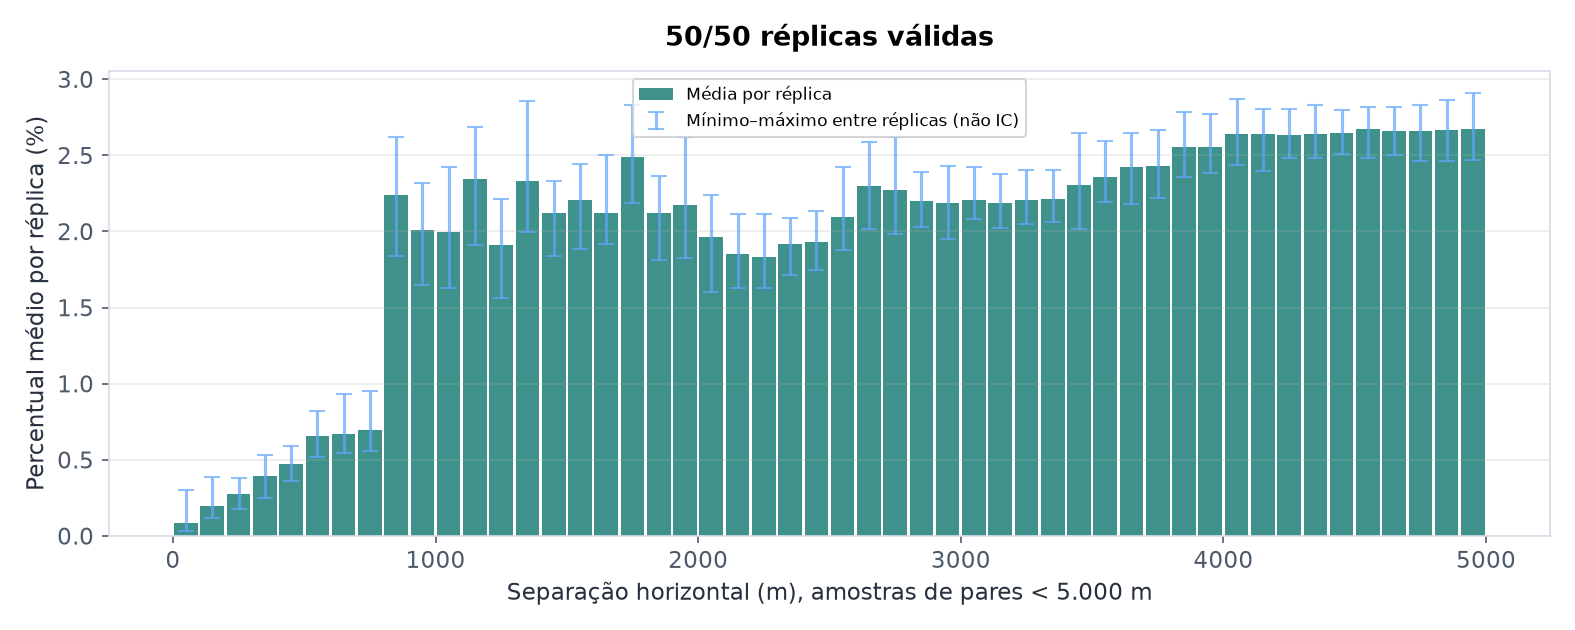 50/50 réplicas válidas
Percentual médio por réplica (%)
3.0
2.5
2.0
1.5
1.0
0.5
0.0
Média por réplica
Mínimo–máximo entre réplicas (não IC)
0
1000
2000
3000
4000
5000
Separação horizontal (m), amostras de pares < 5.000 m